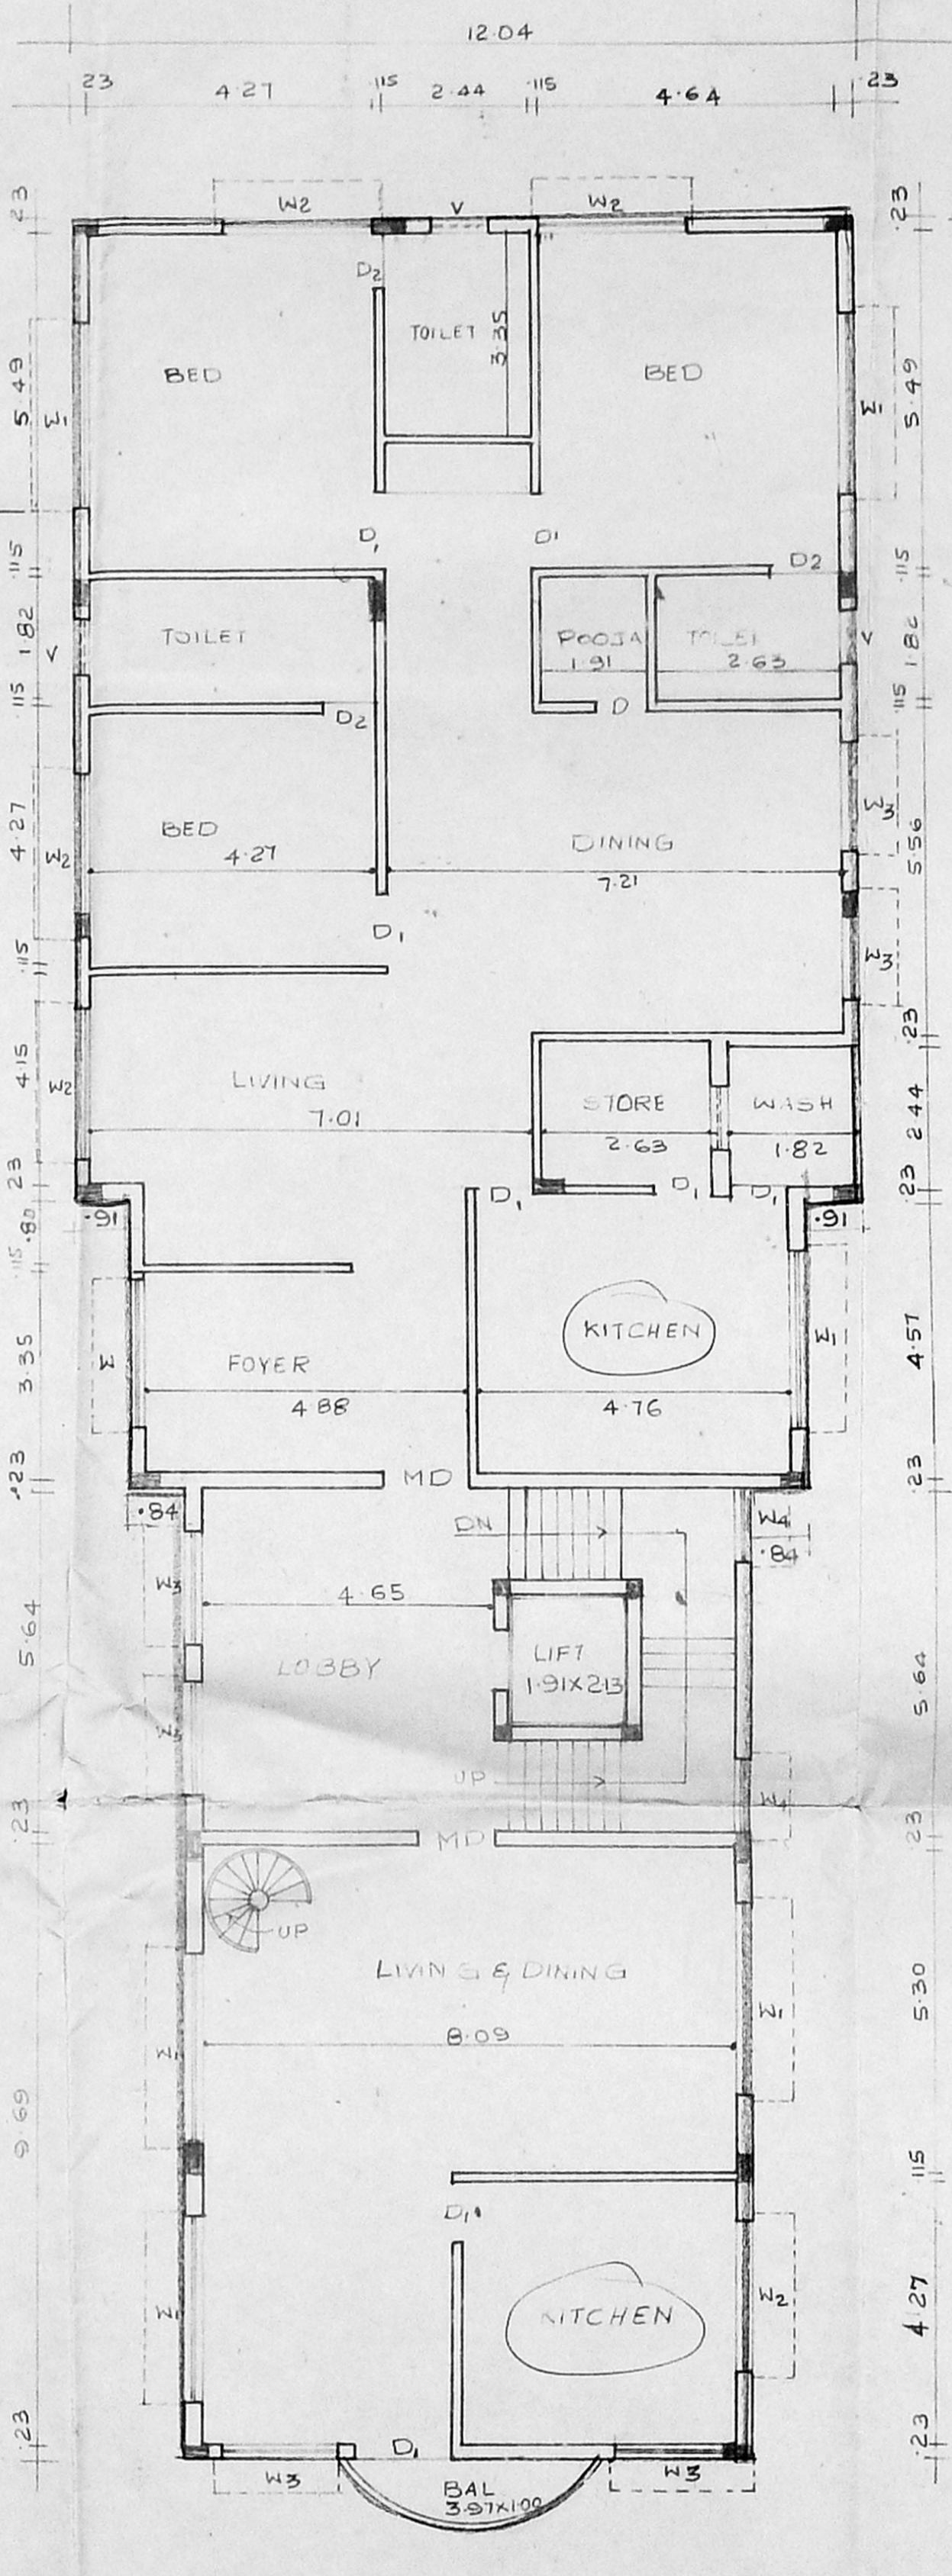 12.04
23 4.27 .115 2.44 .115 4.64 .23
W2 V W2
23 .23
D2
TOILET
3.35
BED BED
5.49 W1 W1 5.49
D1 D1
.115 D2 .115
TOILET POOJA TOILET
1.82 V 1.91 2.63 V 1.82
.115 D2 D .115
BED DINING W3
4.27 W2 4.27 7.21 5.56
D1
.115 W3
.23
LIVING STORE WASH
4.15 W2 7.01 2.63 1.82 2.44
23 D1 D1 D1 .23
.91 .91
.80
.115
KITCHEN
W W1 4.57
3.35 FOYER
4.88 4.76
.23 MD .23
.84 DN W4
.84
W3 4.65
5.64 LOBBY LIFT 5.64
1.91X2.13
W3
UP W4
.23 MD 23
UP
LIVING & DINING
W1 5.30
8.09
W1
9.69 115
D1
W1 KITCHEN W2 4.27
.23 D1 .23
W3 BAL W3
3.97X1.00